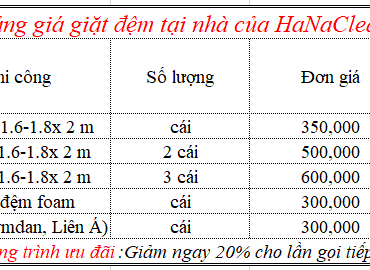 giá giặt đệm tại nhà của HaNaClea
công Số lượng Đơn giá
1.6-1.8x 2 m cái 350,000
1.6-1.8x 2 m 2 cái 500,000
1.6-1.8x 2 m 3 cái 600,000
đệm foam cái 300,000
Liên Á) cái 300,000
trình ưu đãi :Giảm ngay 20% cho lần gọi tiếp